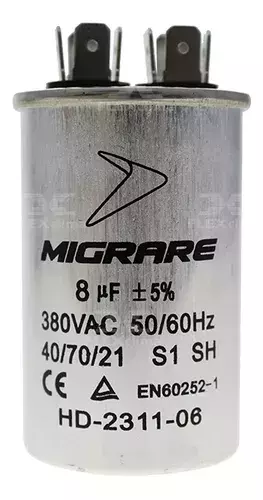 MIGRARE
8 µF ±5%
380VAC 50/60Hz
40/70/21 S1 SH
CE EN60252-1
HD-2311-06